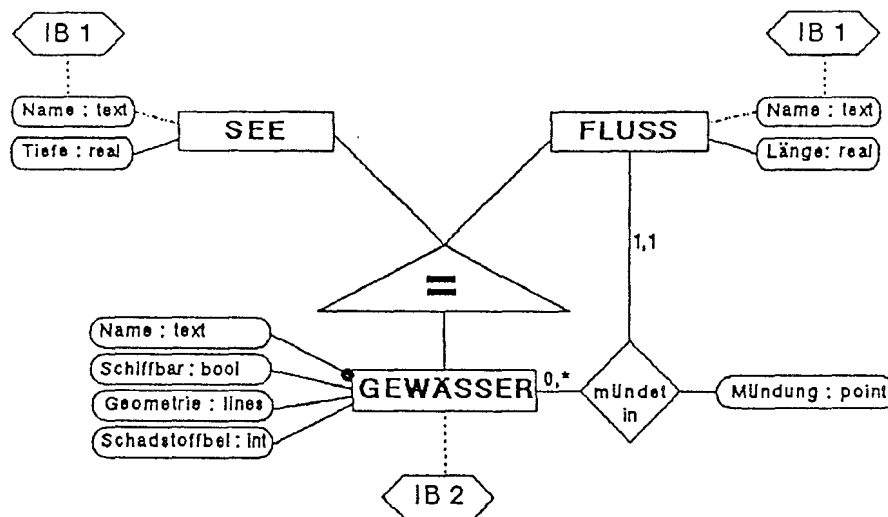 IB 1
IB 1
Name : text
SEE
FLUSS
Name : text
Tiefe : real
Länge: real
1,1
=
Name : text
Schiffbar : bool
GEWÄSSER
0,*
mündet
in
Mündung : point
Geometrie : lines
Schadstoffbel : int
IB 2